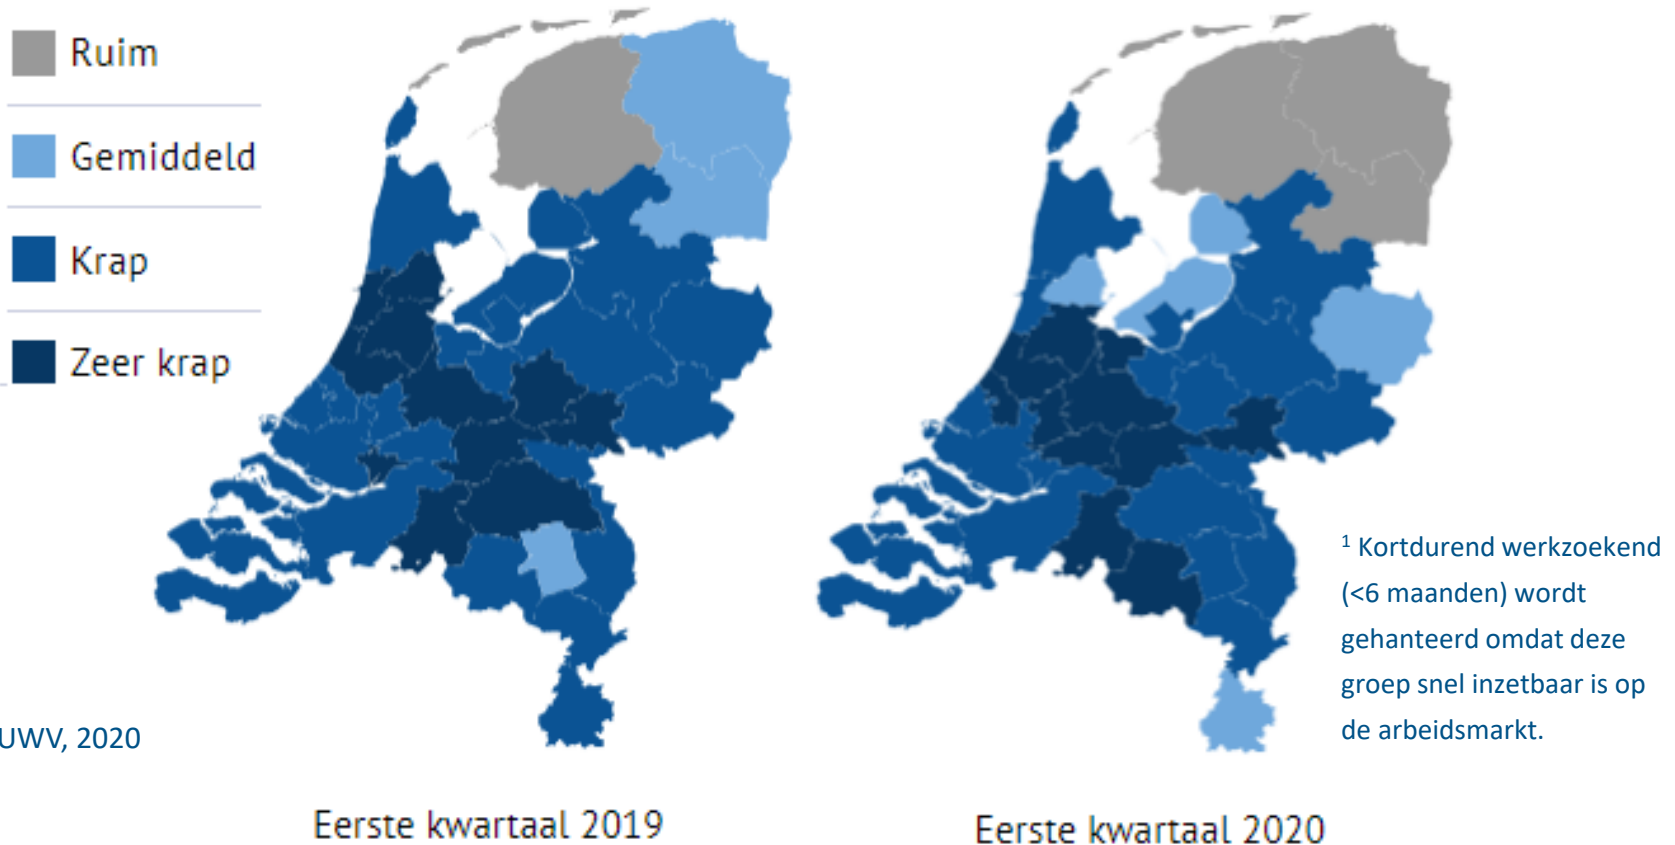 Ruim
Gemiddeld
Krap
Zeer krap
¹ Kortdurend werkzoekend
(<6 maanden) wordt
gehanteerd omdat deze
groep snel inzetbaar is op
de arbeidsmarkt.
UWV, 2020
Eerste kwartaal 2019
Eerste kwartaal 2020